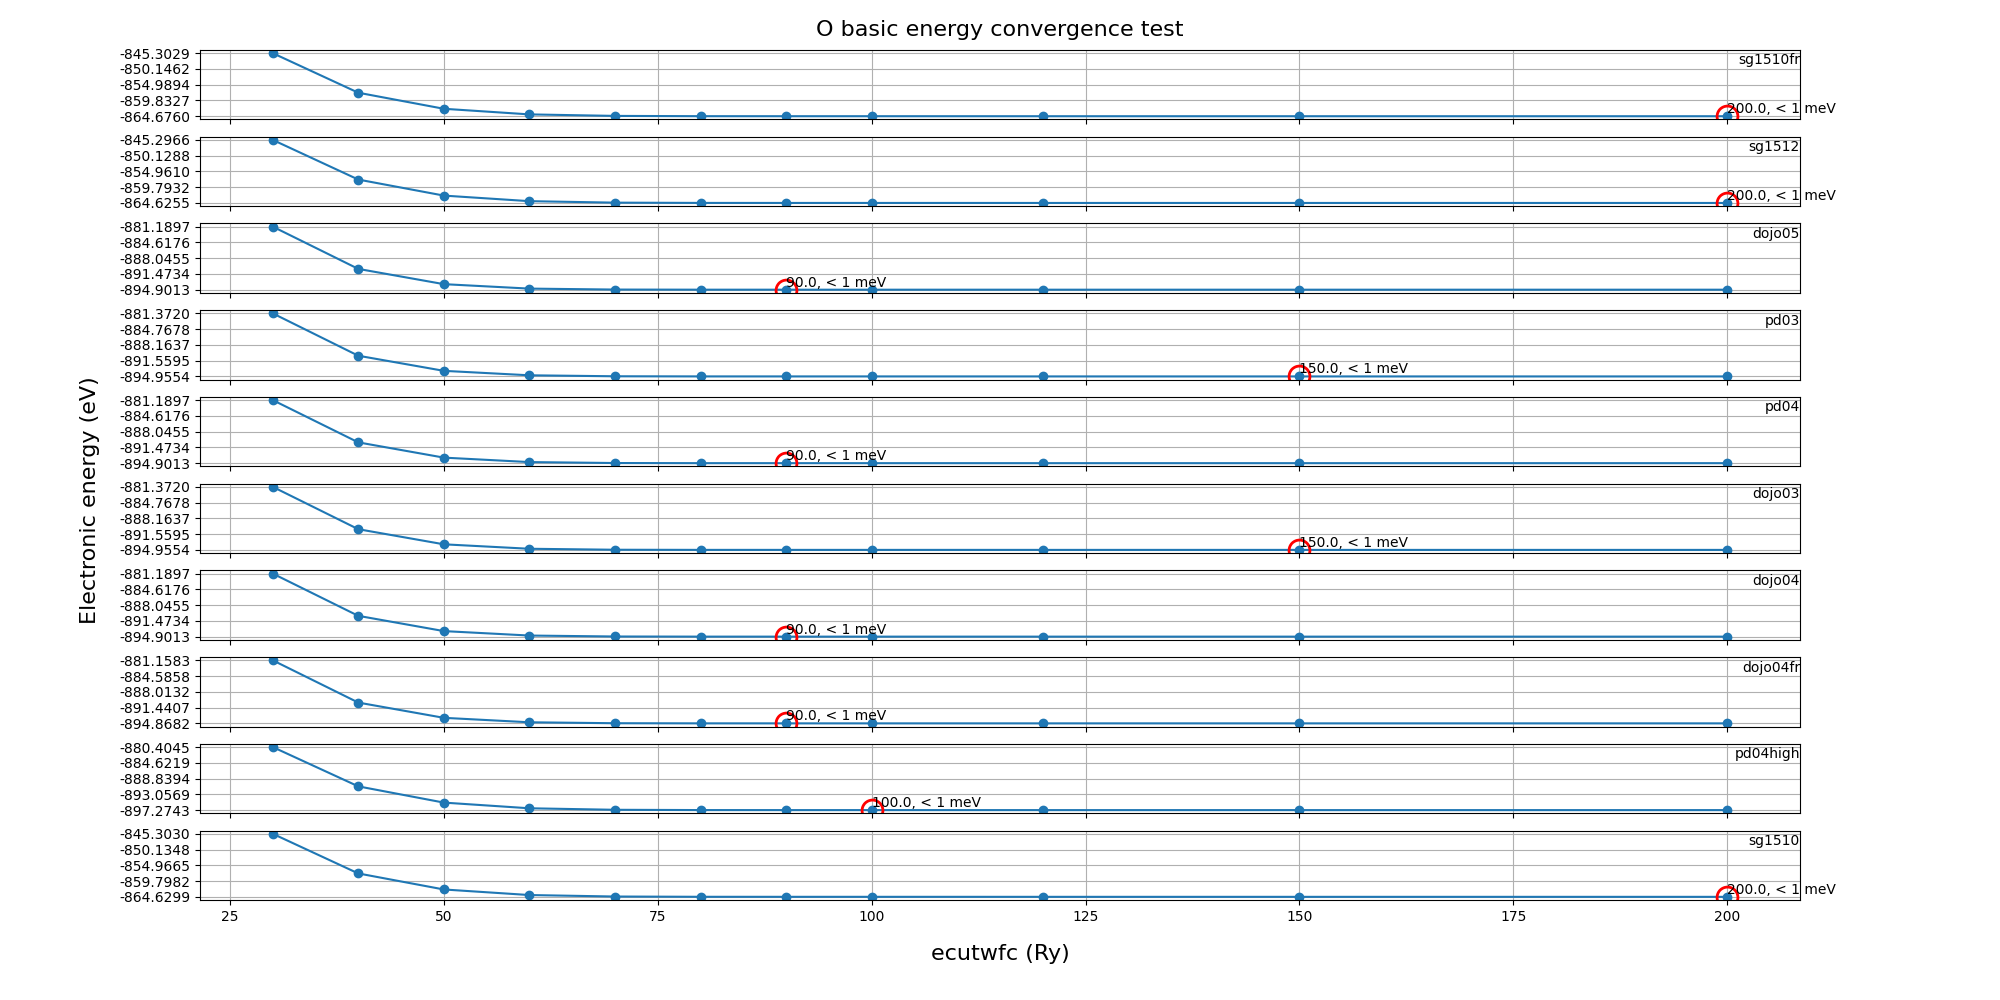 O basic energy convergence test
-845.3029
-850.1462
-854.9894
-859.8327
-864.6760
sg1510fr
200.0, < 1 meV
-845.2966
-850.1288
-854.9610
-859.7932
-864.6255
sg1512
200.0, < 1 meV
-881.1897
-884.6176
-888.0455
-891.4734
-894.9013
dojo05
90.0, < 1 meV
-881.3720
-884.7678
-888.1637
-891.5595
-894.9554
pd03
150.0, < 1 meV
-881.1897
-884.6176
-888.0455
-891.4734
-894.9013
pd04
90.0, < 1 meV
-881.3720
-884.7678
-888.1637
-891.5595
-894.9554
dojo03
150.0, < 1 meV
-881.1897
-884.6176
-888.0455
-891.4734
-894.9013
dojo04
90.0, < 1 meV
-881.1583
-884.5858
-888.0132
-891.4407
-894.8682
dojo04fr
90.0, < 1 meV
-880.4045
-884.6219
-888.8394
-893.0569
-897.2743
pd04high
100.0, < 1 meV
-845.3030
-850.1348
-854.9665
-859.7982
-864.6299
sg1510
200.0, < 1 meV
25 50 75 100 125 150 175 200
ecutwfc (Ry)
Electronic energy (eV)